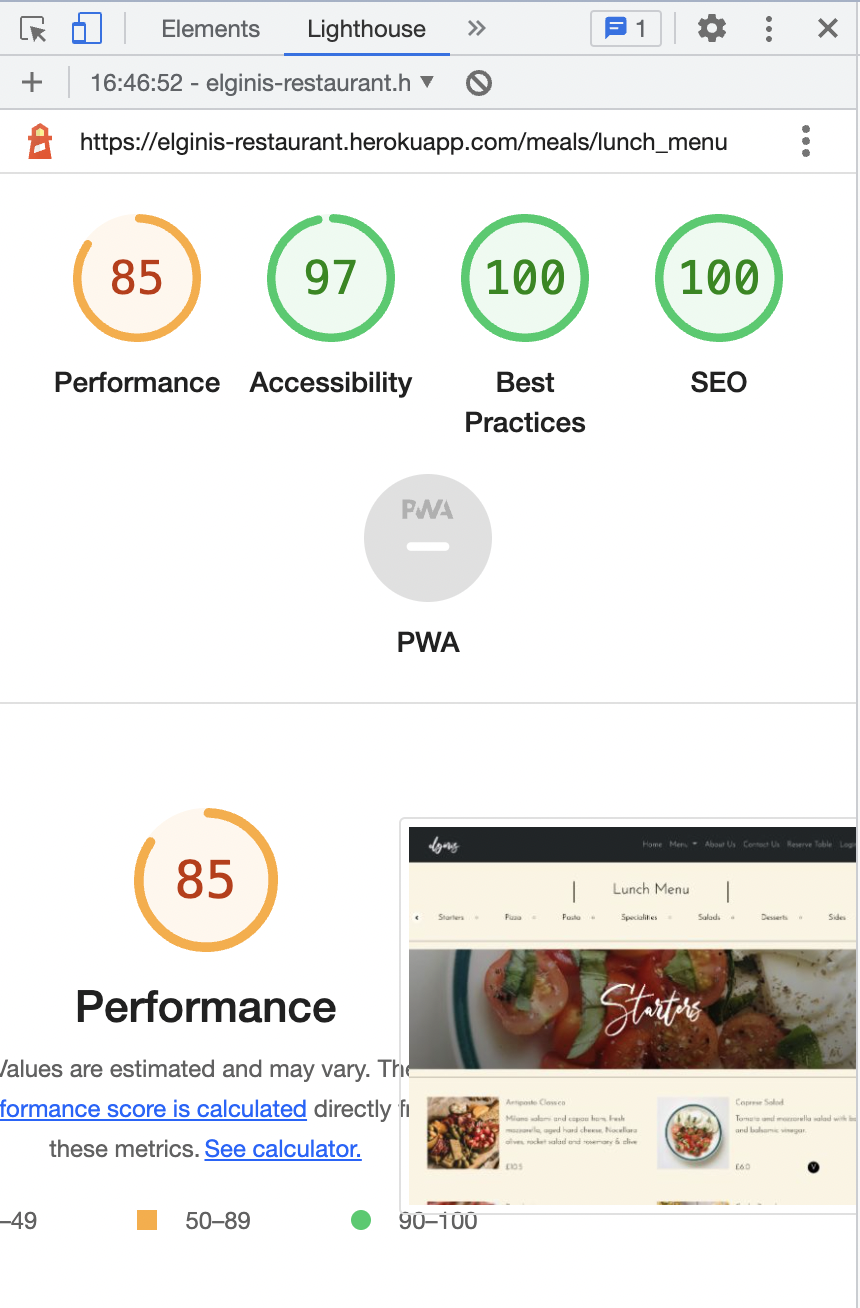 Elements Lighthouse 1
16:46:52 - elginis-restaurant.h
https://elginis-restaurant.herokuapp.com/meals/lunch_menu
85 97 100 100
Performance Accessibility Best Practices SEO
PWA
PWA
85
Performance
Values are estimated and may vary. The
formance score is calculated directly fr
these metrics. See calculator.
–49 50–89 90–100
Home Menu About Us Contact Us Reserve Table Login
Lunch Menu
Starters Pizza Pasta Specialities Salads Desserts Sides
Starters
Antipasto Classico
Milano salami and capoa ham, fresh
mozzarella, aged hard cheese, Nocellara
olives, rocket salad and rosemary & olive
£10.5
Caprese Salad
Tomato and mozzarella salad with ba
and balsamic vinegar.
£6.0
V